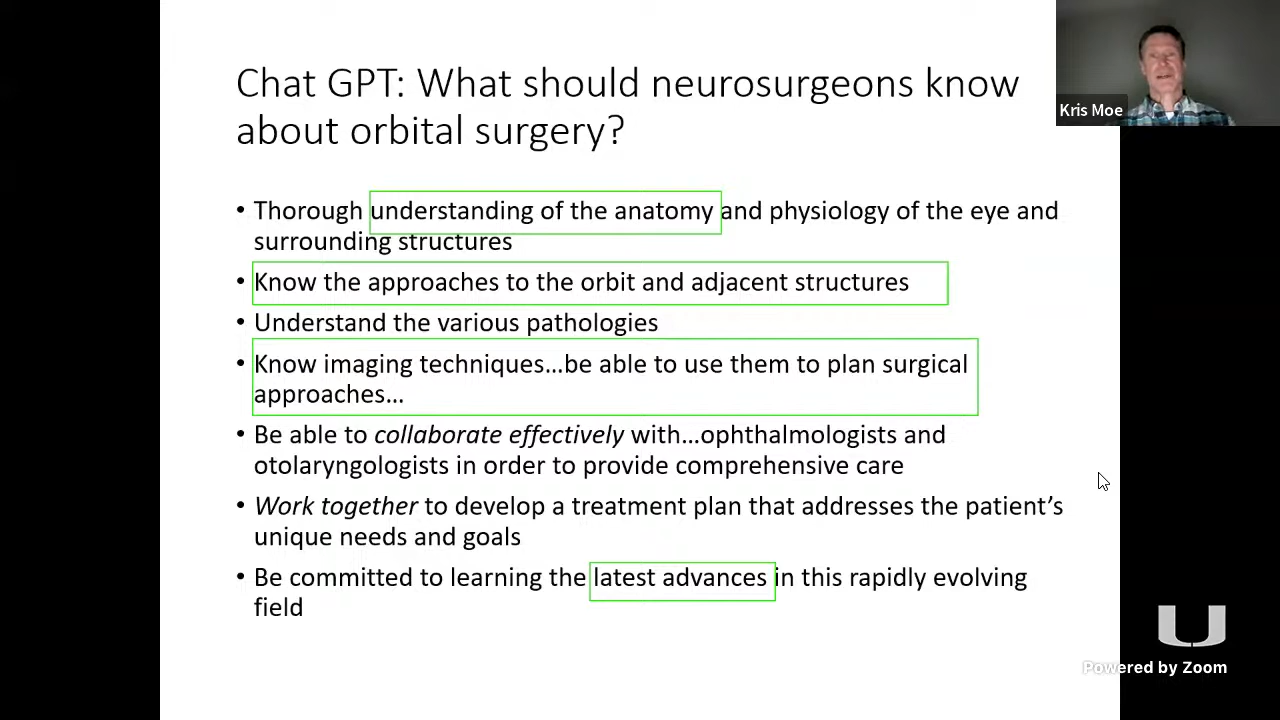 Chat GPT: What should neurosurgeons know
about orbital surgery?
• Thorough understanding of the anatomy and physiology of the eye and
surrounding structures
• Know the approaches to the orbit and adjacent structures
• Understand the various pathologies
• Know imaging techniques…be able to use them to plan surgical
approaches…
• Be able to collaborate effectively with…ophthalmologists and
otolaryngologists in order to provide comprehensive care
• Work together to develop a treatment plan that addresses the patient’s
unique needs and goals
• Be committed to learning the latest advances in this rapidly evolving
field
Kris Moe
U
Powered by Zoom